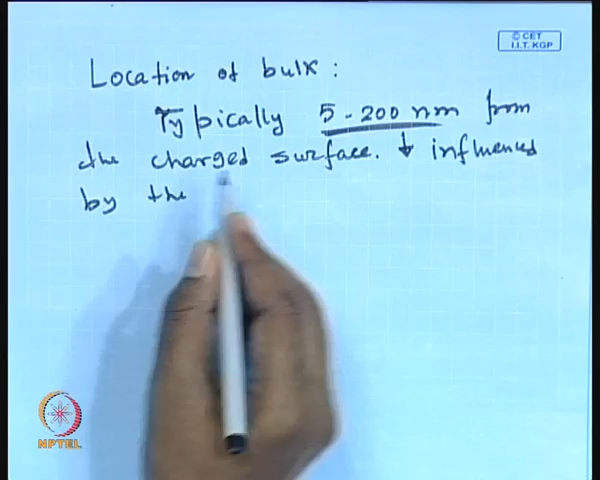 © CET
I.I.T. KGP
Location of bulk :
Typically 5-200 nm from
the charged surface. ↓ influenced
by the
NPTEL